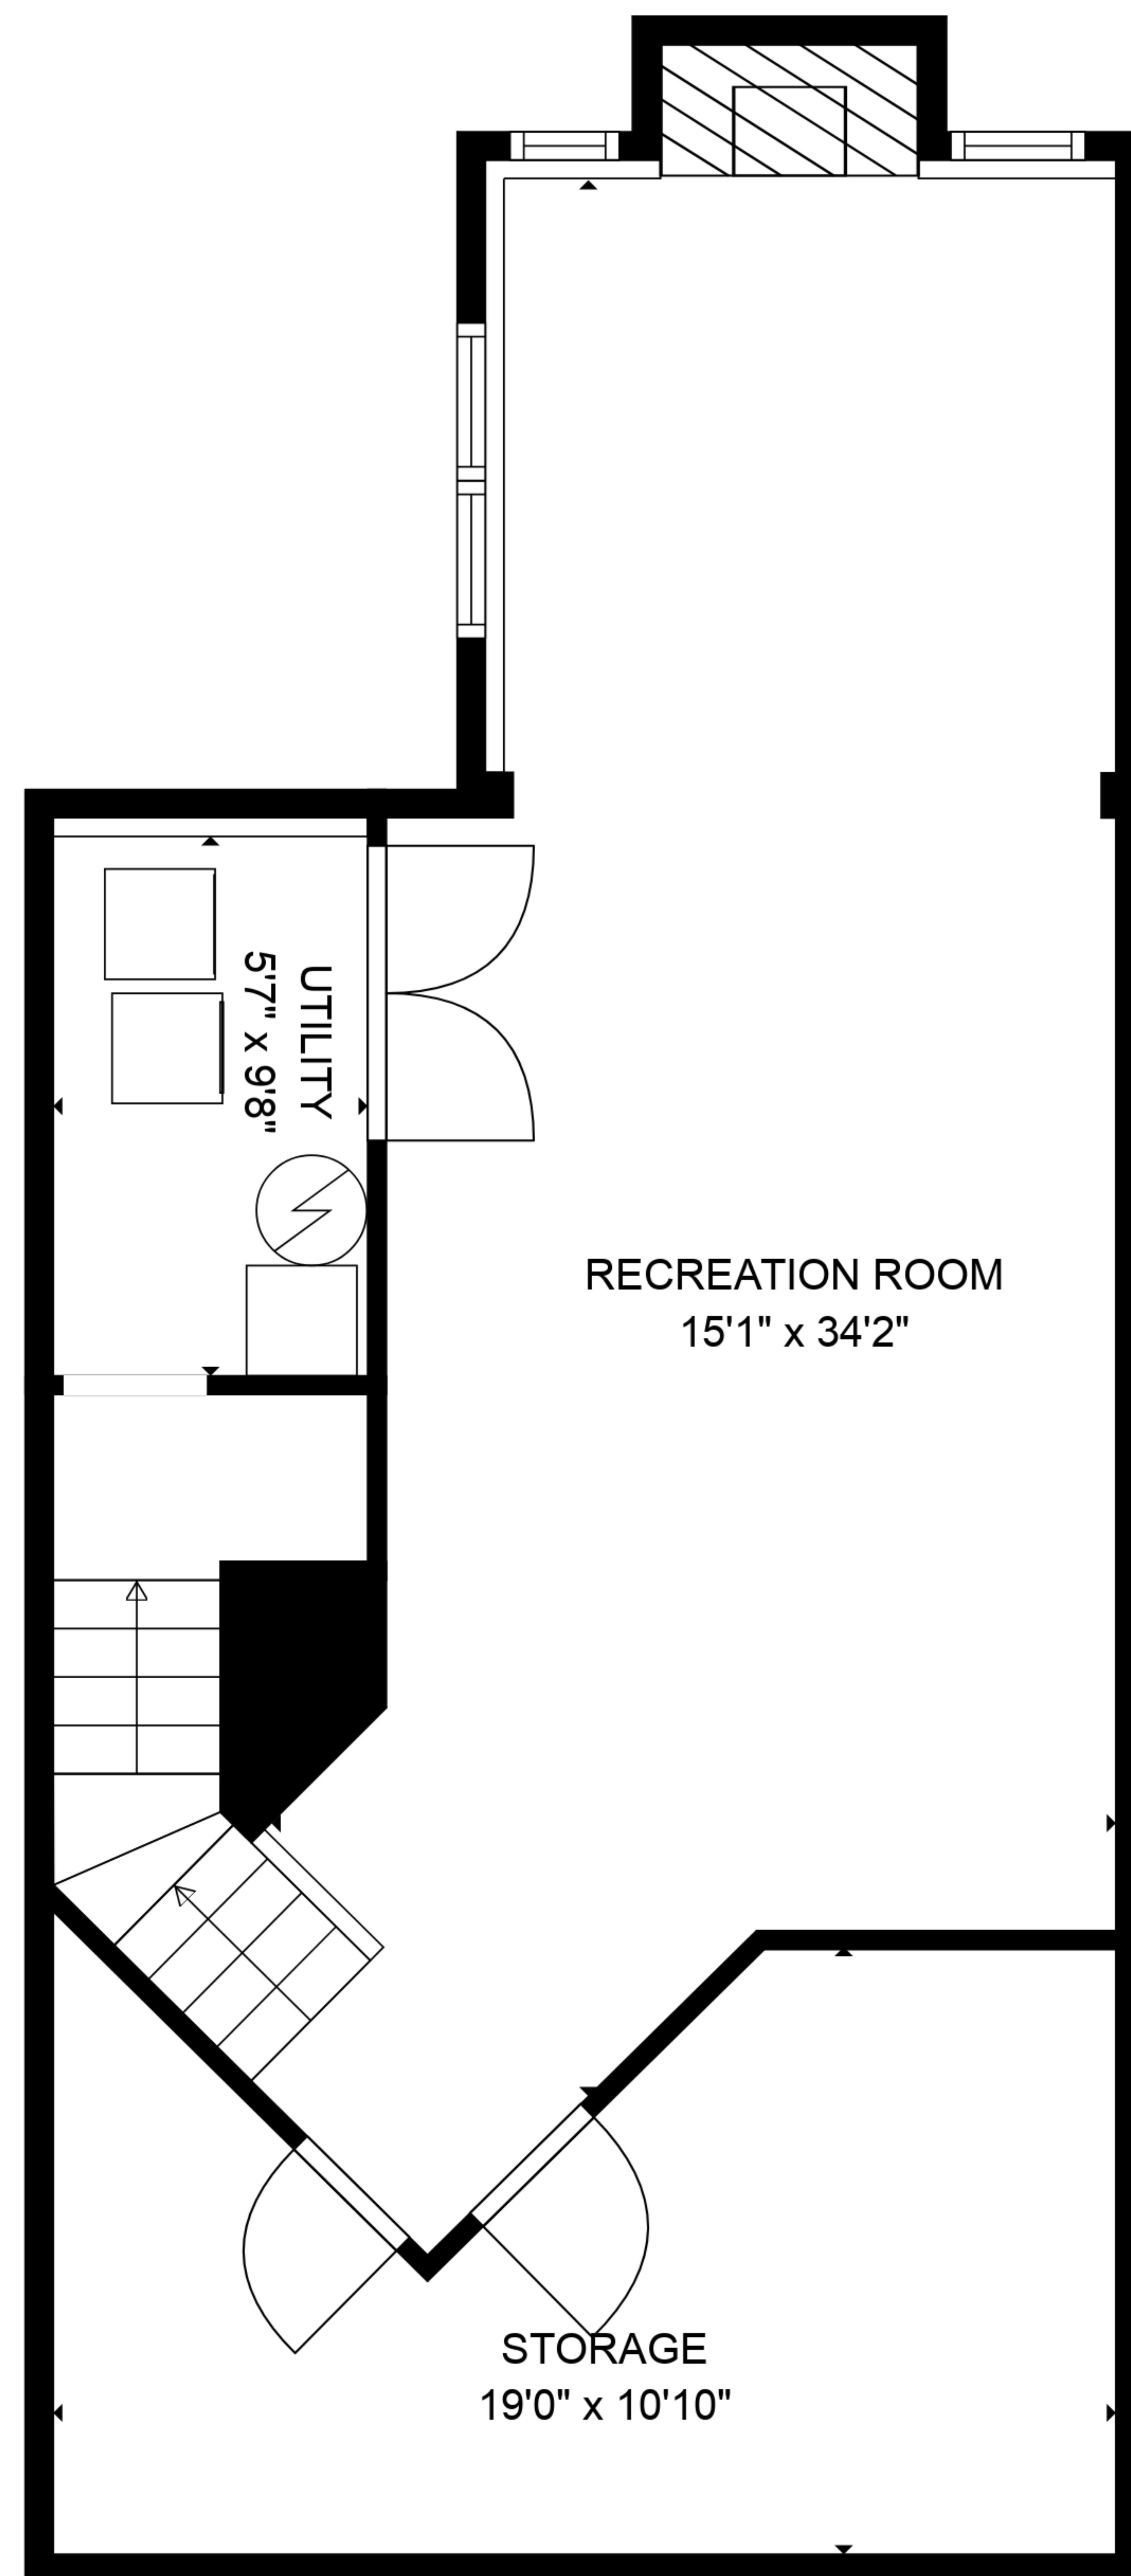 UTILITY
5'7" x 9'8"
RECREATION ROOM
15'1" x 34'2"
STORAGE
19'0" x 10'10"